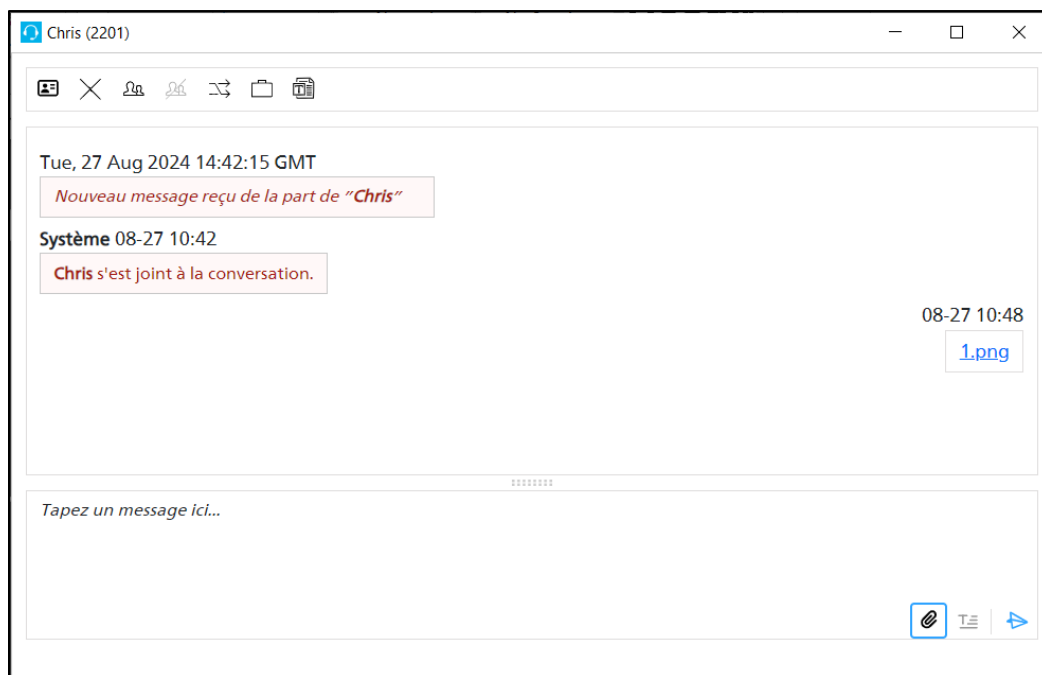 Chris (2201)
Tue, 27 Aug 2024 14:42:15 GMT
Nouveau message reçu de la part de "Chris"
Système 08-27 10:42
Chris s'est joint à la conversation.
08-27 10:48
1.png
Tapez un message ici...